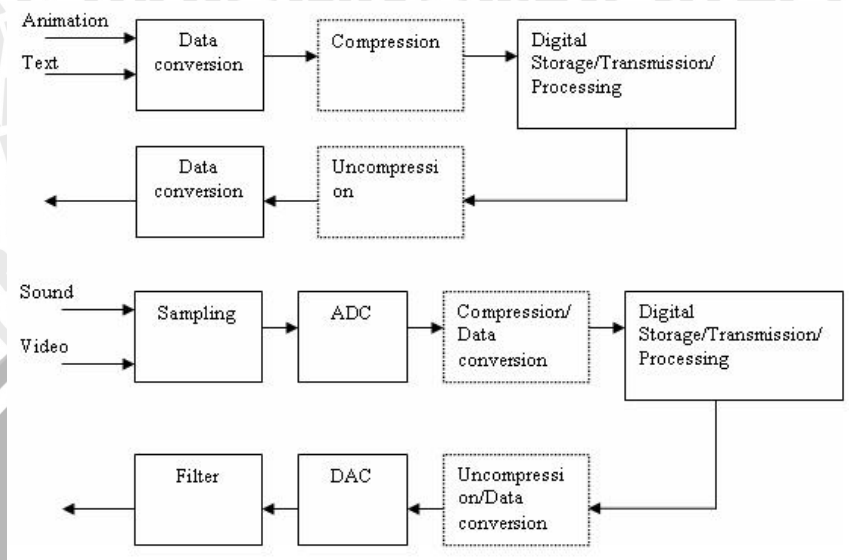 Animation
Text
Data
conversion
Compression
Digital
Storage/Transmission/
Processing
Data
conversion
Uncompressi
on
Sound
Video
Sampling
ADC
Compression/
Data
conversion
Digital
Storage/Transmission/
Processing
Filter
DAC
Uncompressi
on/Data
conversion